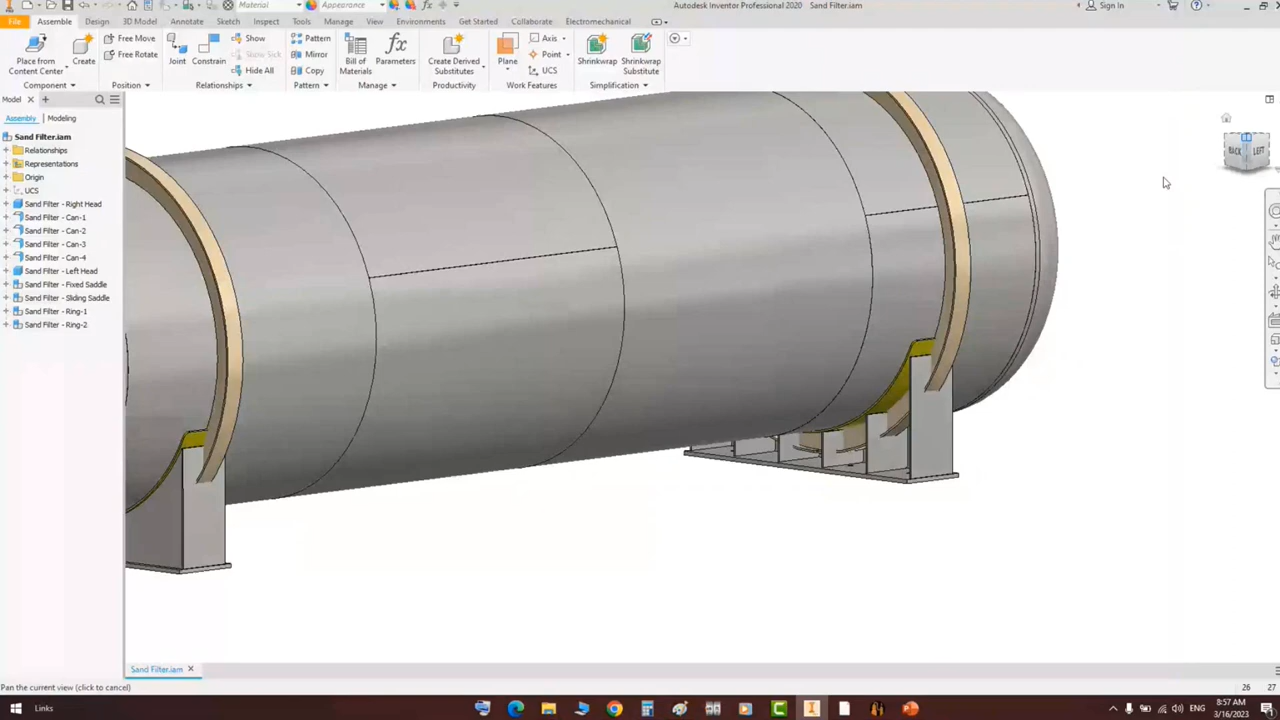 Material
Appearance
Autodesk Inventor Professional 2020 Sand Filter.iam
Sign In
File Assemble Design 3D Model Annotate Sketch Inspect Tools Manage View Environments Get Started Collaborate Electromechanical
Place from Content Center
Create
Free Move
Free Rotate
Joint
Constrain
Show
Show Sick
Hide All
Pattern
Mirror
Copy
Bill of Materials
Parameters
Create Derived Substitutes
Plane
Axis
Point
UCS
Shrinkwrap
Shrinkwrap Substitute
Component Position Relationships Pattern Manage Productivity Work Features Simplification
Model
Assembly Modeling
Sand Filter.iam
Relationships
Representations
Origin
UCS
Sand Filter - Right Head
Sand Filter - Can-1
Sand Filter - Can-2
Sand Filter - Can-3
Sand Filter - Can-4
Sand Filter - Left Head
Sand Filter - Fixed Saddle
Sand Filter - Sliding Saddle
Sand Filter - Ring-1
Sand Filter - Ring-2
BACK LEFT
Sand Filter.iam
Pan the current view (click to cancel)
26 27
Links
8:57 AM
3/16/2023